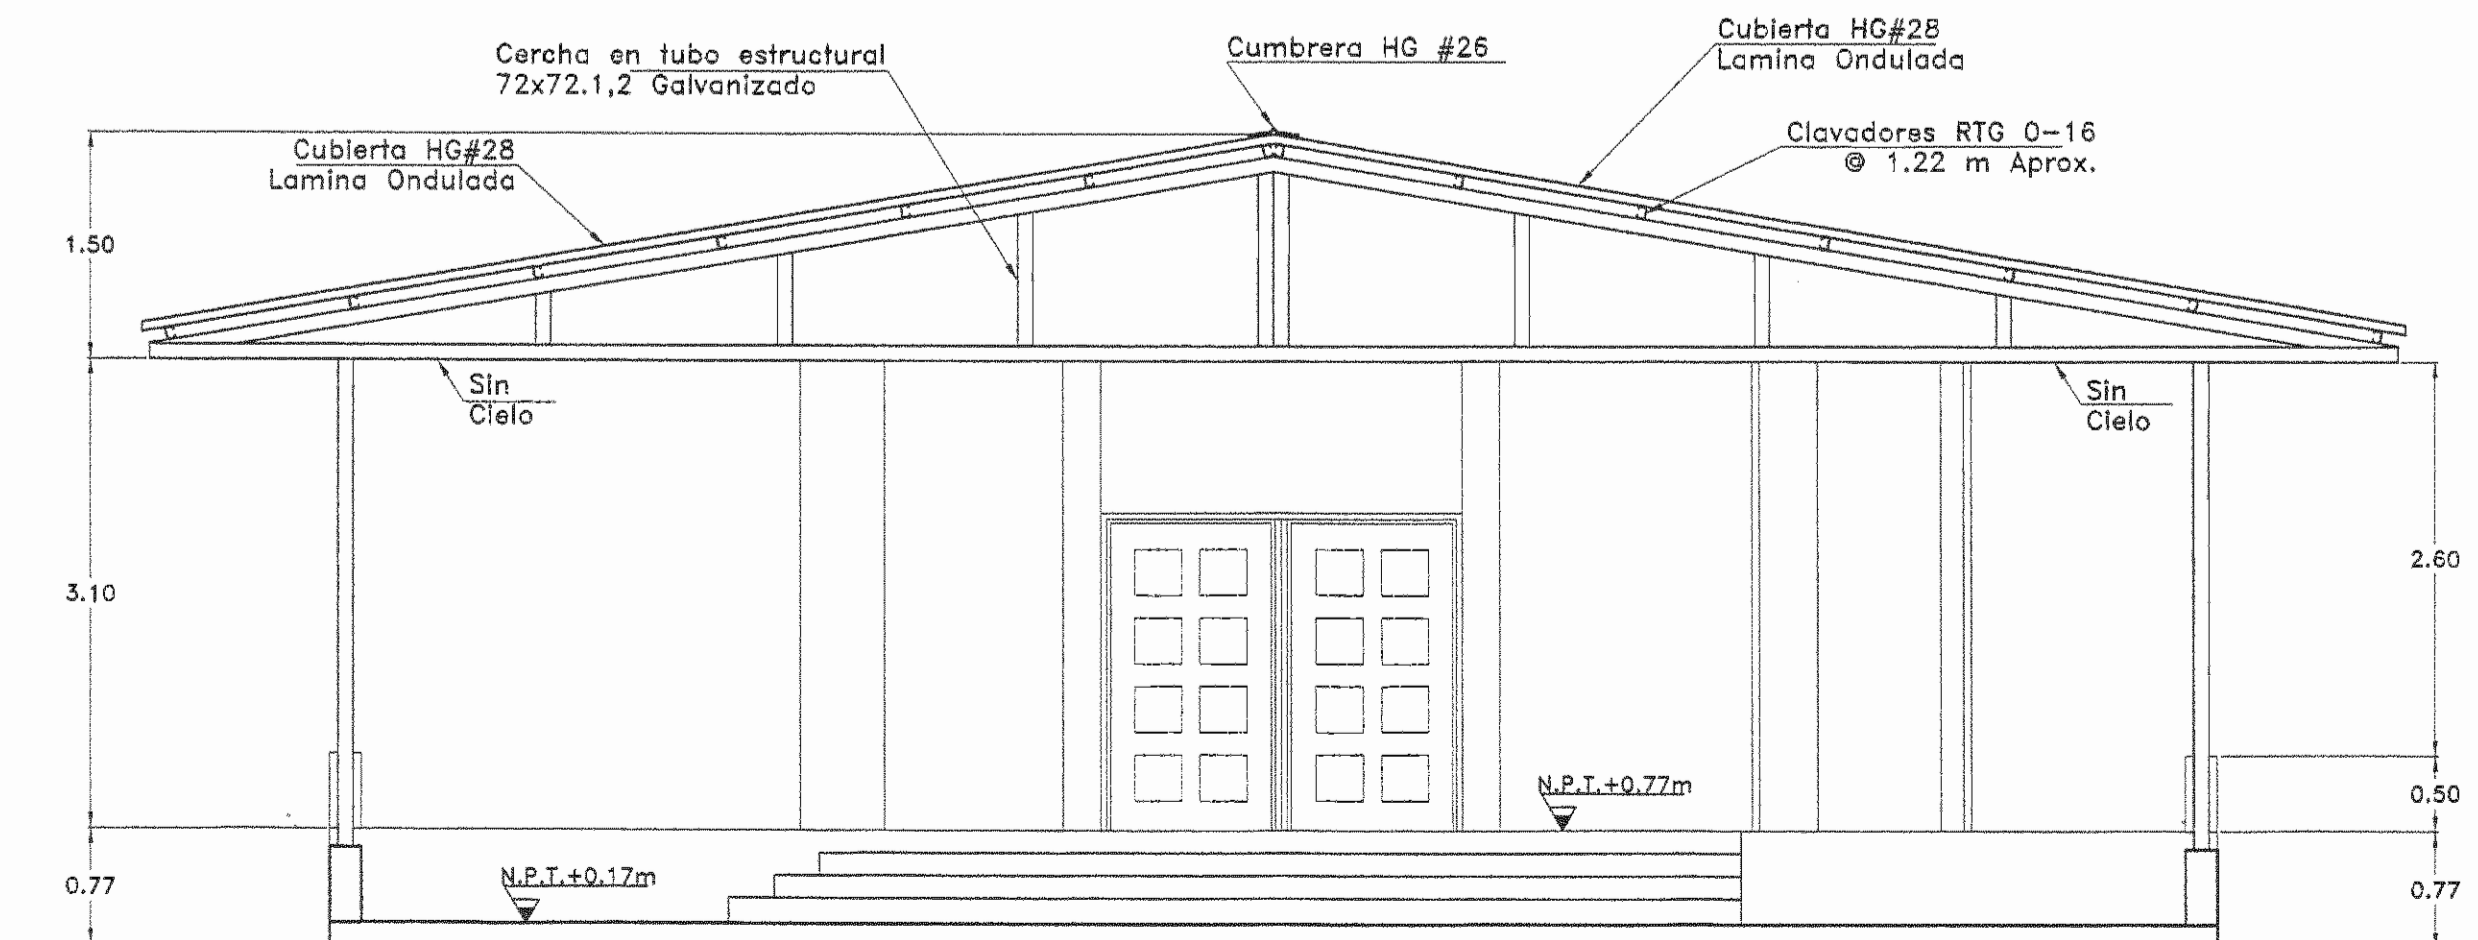 Cercha en tubo estructural
72x72.1,2 Galvanizado
Cumbrera HG #26
Cubierta HG#28
Lamina Ondulada
Cubierta HG#28
Lamina Ondulada
Clavadores RTG 0-16
@ 1.22 m Aprox.
1.50
Sin
Cielo
Sin
Cielo
3.10
2.60
N.P.T.+0.77m
0.50
N.P.T.+0.17m
0.77
0.77